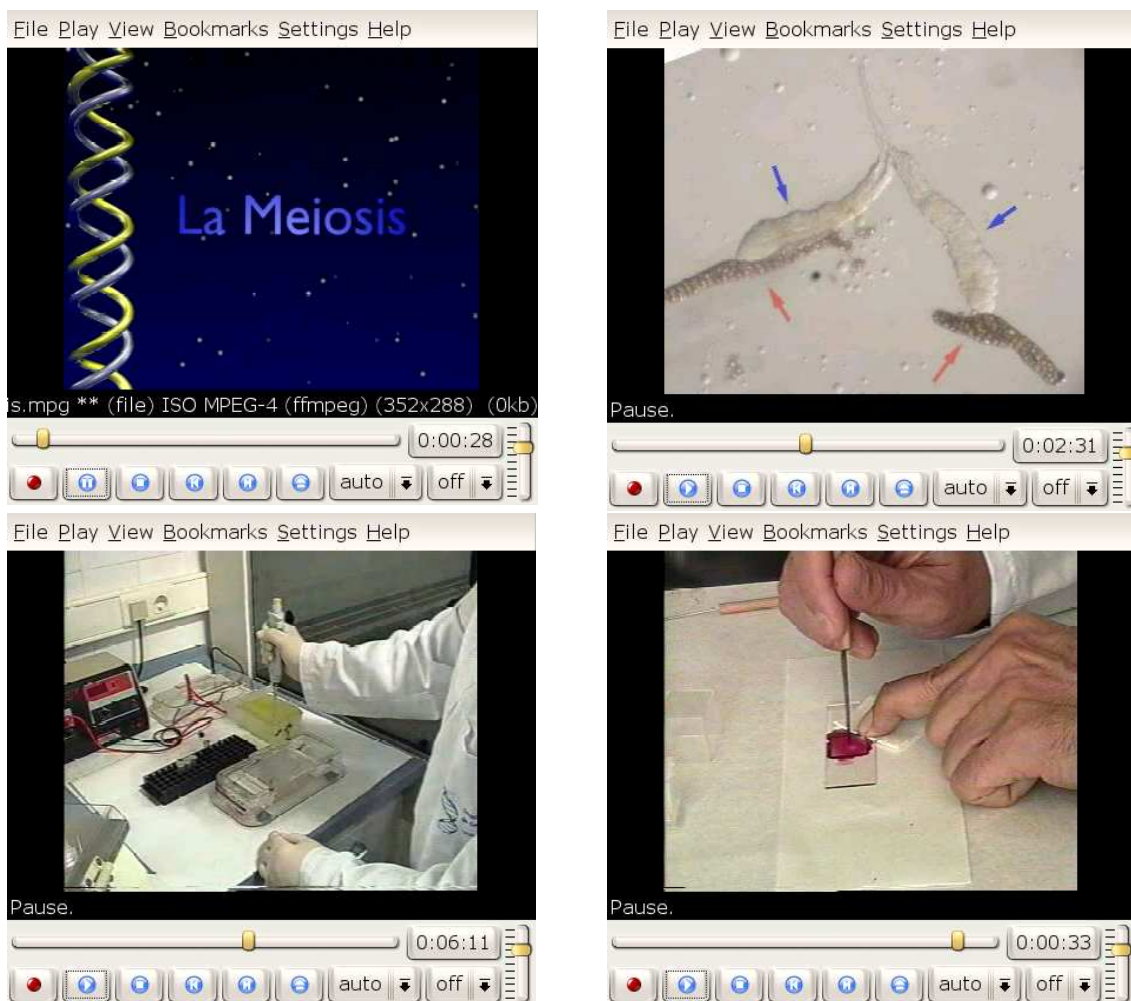 File Play View Bookmarks Settings Help
La Meiosis
is.mpg ** (file) ISO MPEG-4 (ffmpeg) (352x288) (0kb)
0:00:28
auto off
File Play View Bookmarks Settings Help
Pause.
0:02:31
auto off
File Play View Bookmarks Settings Help
Pause.
0:06:11
auto off
File Play View Bookmarks Settings Help
Pause.
0:00:33
auto off